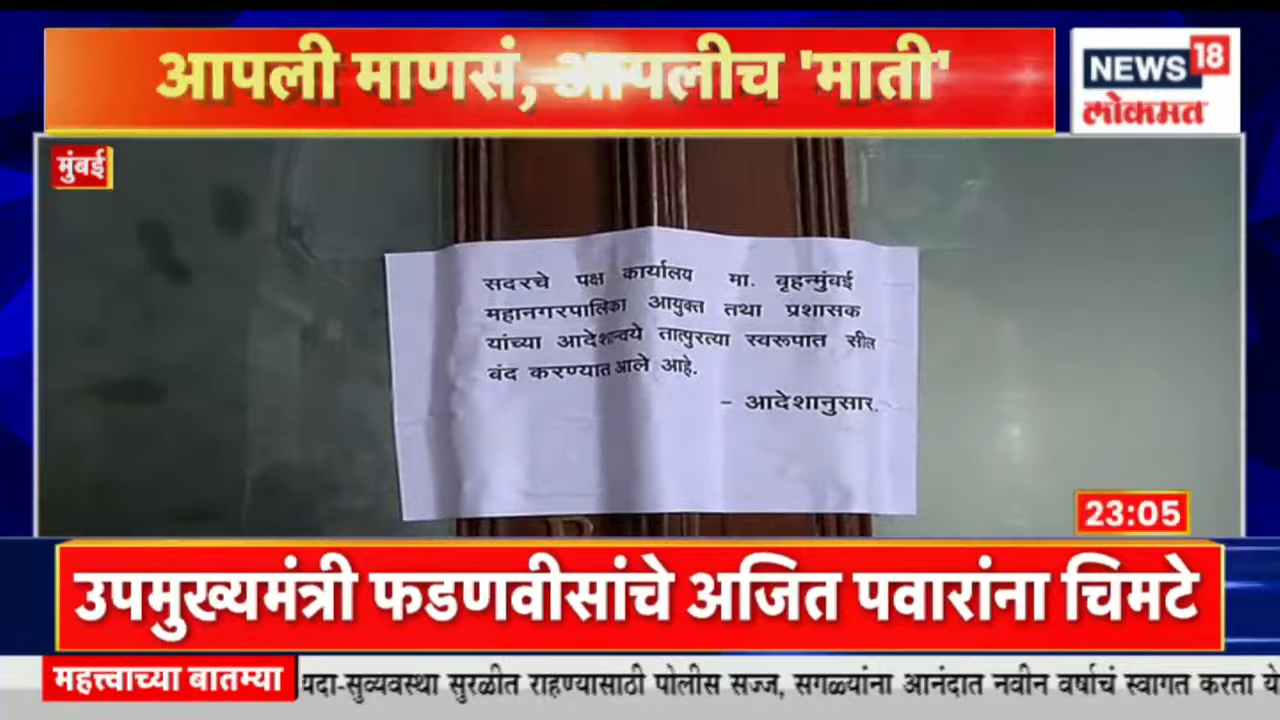 आपली माणसं, आपलीच 'माती'
NEWS 18
लोकमत
मुंबई
सदरचे पक्ष कार्यालय मा. बृहन्मुंबई
महानगरपालिका आयुक्त तथा प्रशासक
यांच्या आदेशान्वये तात्पुरत्या स्वरूपात सील
बंद करण्यात आले आहे.
- आदेशानुसार.
23:05
उपमुख्यमंत्री फडणवीसांचे अजित पवारांना चिमटे
महत्त्वाच्या बातम्या
यदा-सुव्यवस्था सुरळीत राहण्यासाठी पोलीस सज्ज, सगळ्यांना आनंदात नवीन वर्षाचं स्वागत करता ये